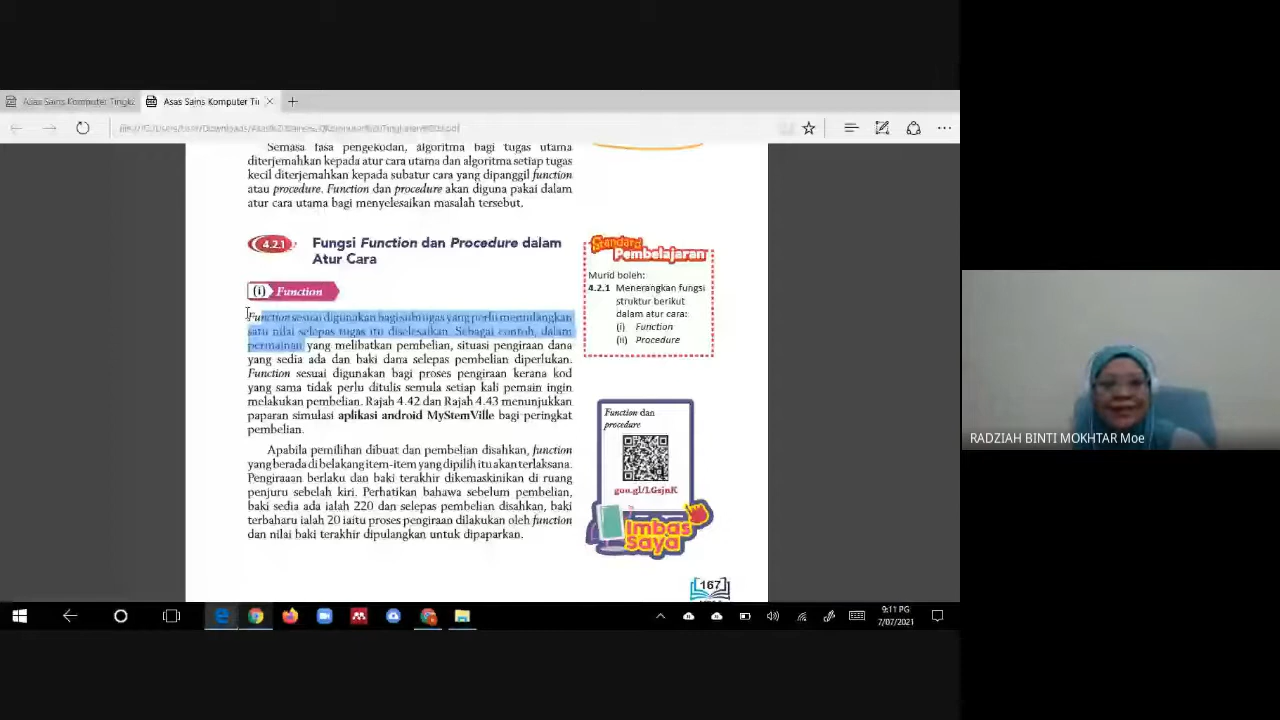 Asas Sains Komputer Tingka
Asas Sains Komputer Tin
Semasa fasa pengekodan, algoritma bagi tugas utama
diterjemahkan kepada atur cara utama dan algoritma setiap tugas
kecil diterjemahkan kepada subatur cara yang dipanggil function
atau procedure. Function dan procedure akan diguna pakai dalam
atur cara utama bagi menyelesaikan masalah tersebut.
4.2.1 Fungsi Function dan Procedure dalam
Atur Cara
(i) Function
Function sesuai digunakan bagi subtugas yang perlu memulangkan
satu nilai selepas tugas itu diselesaikan. Sebagai contoh, dalam
permainan yang melibatkan pembelian, situasi pengiraan dana
yang sedia ada dan baki dana selepas pembelian diperlukan.
Function sesuai digunakan bagi proses pengiraan kerana kod
yang sama tidak perlu ditulis semula setiap kali pemain ingin
melakukan pembelian. Rajah 4.42 dan Rajah 4.43 menunjukkan
paparan simulasi aplikasi android MyStemVille bagi peringkat
pembelian.
Apabila pemilihan dibuat dan pembelian disahkan, function
yang berada di belakang item-item yang dipilih itu akan terlaksana.
Pengiraan berlaku dan baki terakhir dikemaskinikan di ruang
penjuru sebelah kiri. Perhatikan bahawa sebelum pembelian,
baki sedia ada ialah 220 dan selepas pembelian disahkan, baki
terbaharu ialah 20 iaitu proses pengiraan dilakukan oleh function
dan nilai baki terakhir dipulangkan untuk dipaparkan.
Standard
Pembelajaran
Murid boleh:
4.2.1 Menerangkan fungsi
struktur berikut
dalam atur cara:
(i) Function
(ii) Procedure
Function dan
procedure
goo.gl/LGsjnK
Imbas
Saya
167
RADZIAH BINTI MOKHTAR Moe
9:11 PG
7/07/2021